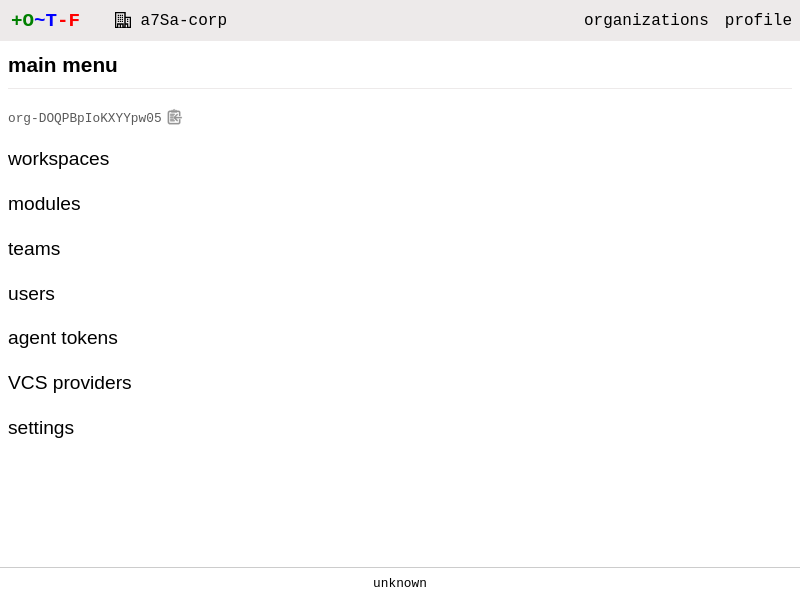 +O~T-F a7Sa-corp organizations profile
main menu
org-DOQPBpIoKXYYpw05
workspaces
modules
teams
users
agent tokens
VCS providers
settings
unknown